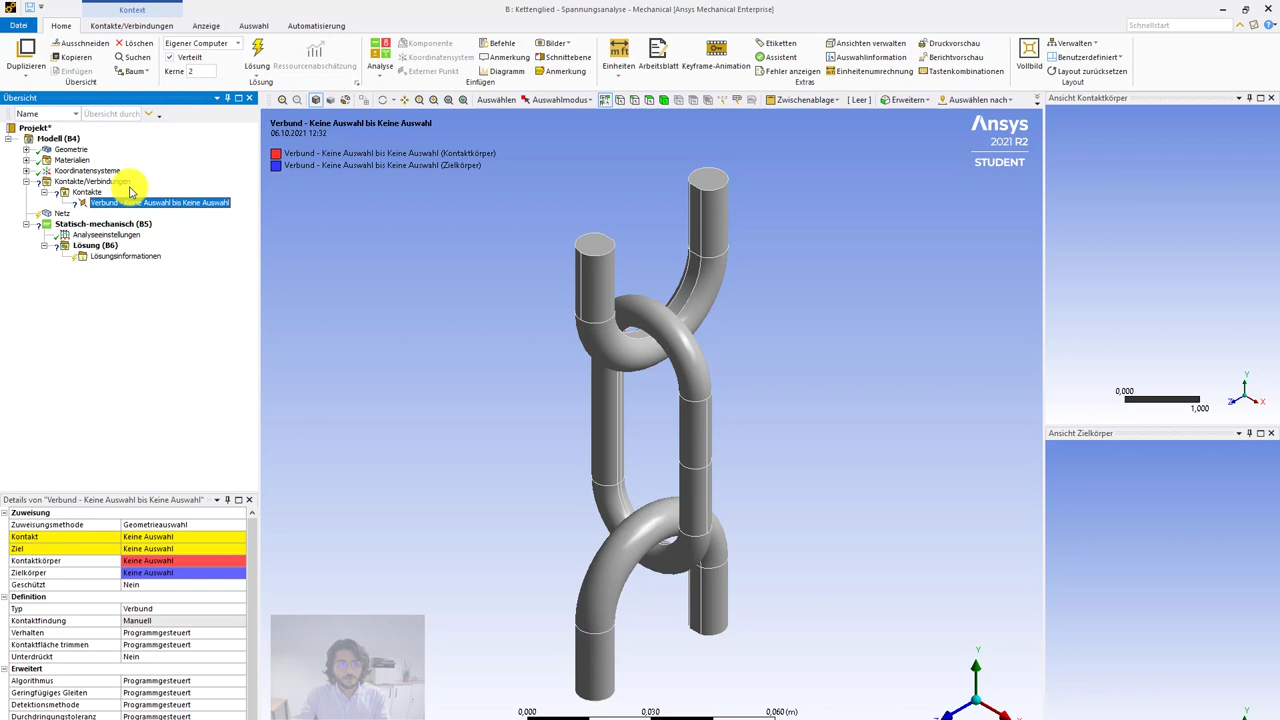 Kontext
B : Kettenglied - Spannungsanalyse - Mechanical [Ansys Mechanical Enterprise]
Datei Home Kontakte/Verbindungen Anzeige Auswahl Automatisierung Schnellstart
Duplizieren
Ausschneiden Löschen
Kopieren Suchen
Einfügen Baum
Übersicht
Eigener Computer
Verteilt
Kerne 2
Lösung
Ressourcenabschätzung
Lösung
Analyse
Komponente Befehle Bilder
Koordinatensystem Anmerkung Schnittebene
Externer Punkt Diagramm Anmerkung
Einfügen
Einheiten
Arbeitsblatt
Keyframe-Animation
Etiketten Ansichten verwalten Druckvorschau
Assistent Auswahlinformation Berichtvorschau
Fehler anzeigen Einheitenumrechnung Tastenkombinationen
Extras
Vollbild
Verwalten
Benutzerdefiniert
Layout zurücksetzen
Layout
Übersicht
Name Übersicht durch
Auswählen Auswahlmodus Zwischenablage [ Leer ] Erweitern Auswählen nach
Projekt*
Modell (B4)
Geometrie
Materialien
Koordinatensysteme
Kontakte/Verbindungen
Kontakte
Verbund - Keine Auswahl bis Keine Auswahl
Netz
Statisch-mechanisch (B5)
Analyseeinstellungen
Lösung (B6)
Lösungsinformationen
Verbund - Keine Auswahl bis Keine Auswahl
06.10.2021 12:32
Verbund - Keine Auswahl bis Keine Auswahl (Kontaktkörper)
Verbund - Keine Auswahl bis Keine Auswahl (Zielkörper)
Ansys
2021 R2
STUDENT
0,000 0,030 0,060 (m)
Y
Ansicht Kontaktkörper
0,000
1,000
Y
Z X
Ansicht Zielkörper
Details von "Verbund - Keine Auswahl bis Keine Auswahl"
Zuweisung
Zuweisungsmethode Geometrieauswahl
Kontakt Keine Auswahl
Ziel Keine Auswahl
Kontaktkörper Keine Auswahl
Zielkörper Keine Auswahl
Geschützt Nein
Definition
Typ Verbund
Kontaktfindung Manuell
Verhalten Programmgesteuert
Kontaktfläche trimmen Programmgesteuert
Unterdrückt Nein
Erweitert
Algorithmus Programmgesteuert
Geringfügiges Gleiten Programmgesteuert
Detektionsmethode Programmgesteuert
Durchdringungstoleranz Programmgesteuert